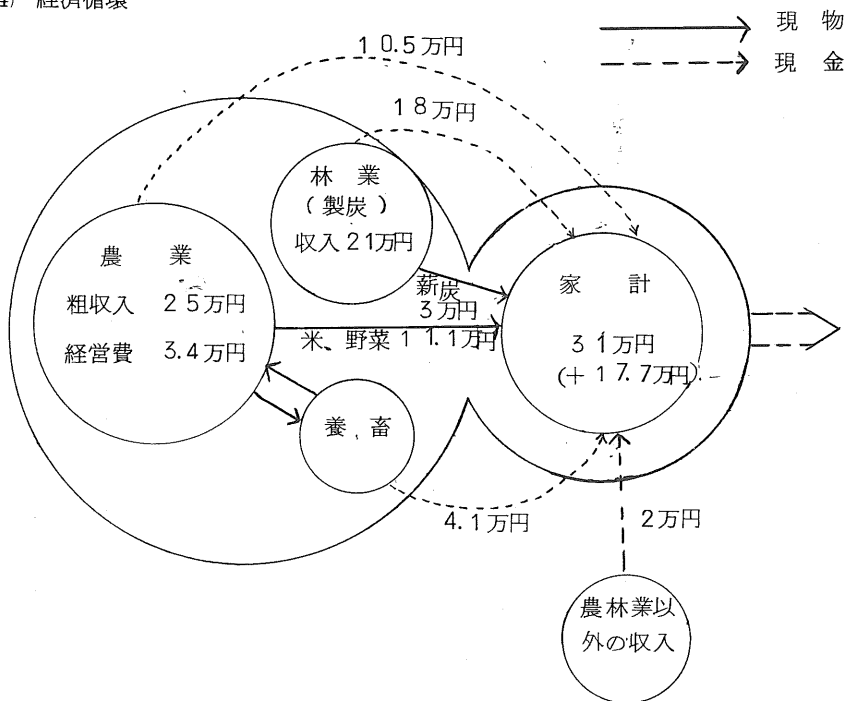 経済循環
現物
現金
10.5万円
18万円
林業
(製炭)
収入21万円
農業
粗収入 25万円
経営費 3.4万円
薪炭
3万円
米、野菜11.1万円
家計
31万円
(+17.7万円)
養畜
4.1万円
2万円
農林業以
外の収入